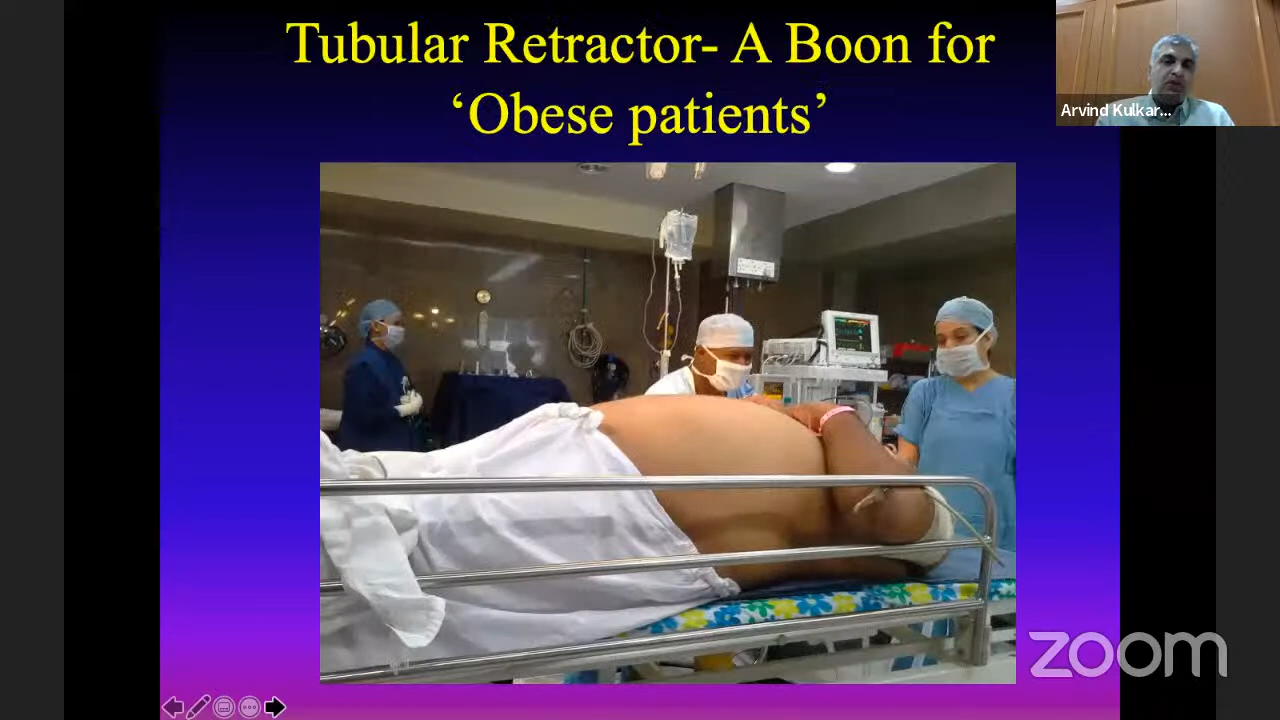 Tubular Retractor- A Boon for
‘Obese patients’
Arvind Kulkar...
zoom